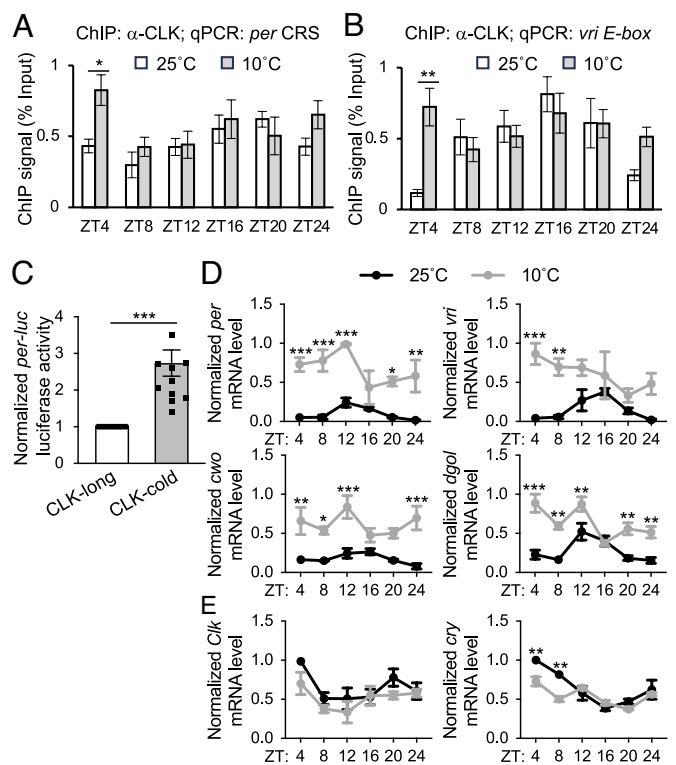 A
ChIP: α-CLK; qPCR: per CRS
25˚C 10˚C
ChIP signal (% Input)
1
0.5
0
*
ZT4 ZT8 ZT12 ZT16 ZT20 ZT24
B
ChIP: α-CLK; qPCR: vri E-box
25˚C 10˚C
ChIP signal (% Input)
1
0.5
0
**
ZT4 ZT8 ZT12 ZT16 ZT20 ZT24
C
Normalized per-luc
luciferase activity
4
3
2
1
0
***
CLK-long
CLK-cold
D
25˚C 10˚C
Normalized per
mRNA level
1.5
1.0
0.5
0.0
*** *** *** * **
ZT: 4 8 12 16 20 24
Normalized vri
mRNA level
1.5
1.0
0.5
0.0
*** **
ZT: 4 8 12 16 20 24
Normalized cwo
mRNA level
1.5
1.0
0.5
0.0
** * *** ***
ZT: 4 8 12 16 20 24
Normalized dgol
mRNA level
1.5
1.0
0.5
0.0
*** ** ** ** **
ZT: 4 8 12 16 20 24
E
Normalized Clk
mRNA level
1.5
1.0
0.5
0.0
ZT: 4 8 12 16 20 24
Normalized cry
mRNA level
1.5
1.0
0.5
0.0
** **
ZT: 4 8 12 16 20 24